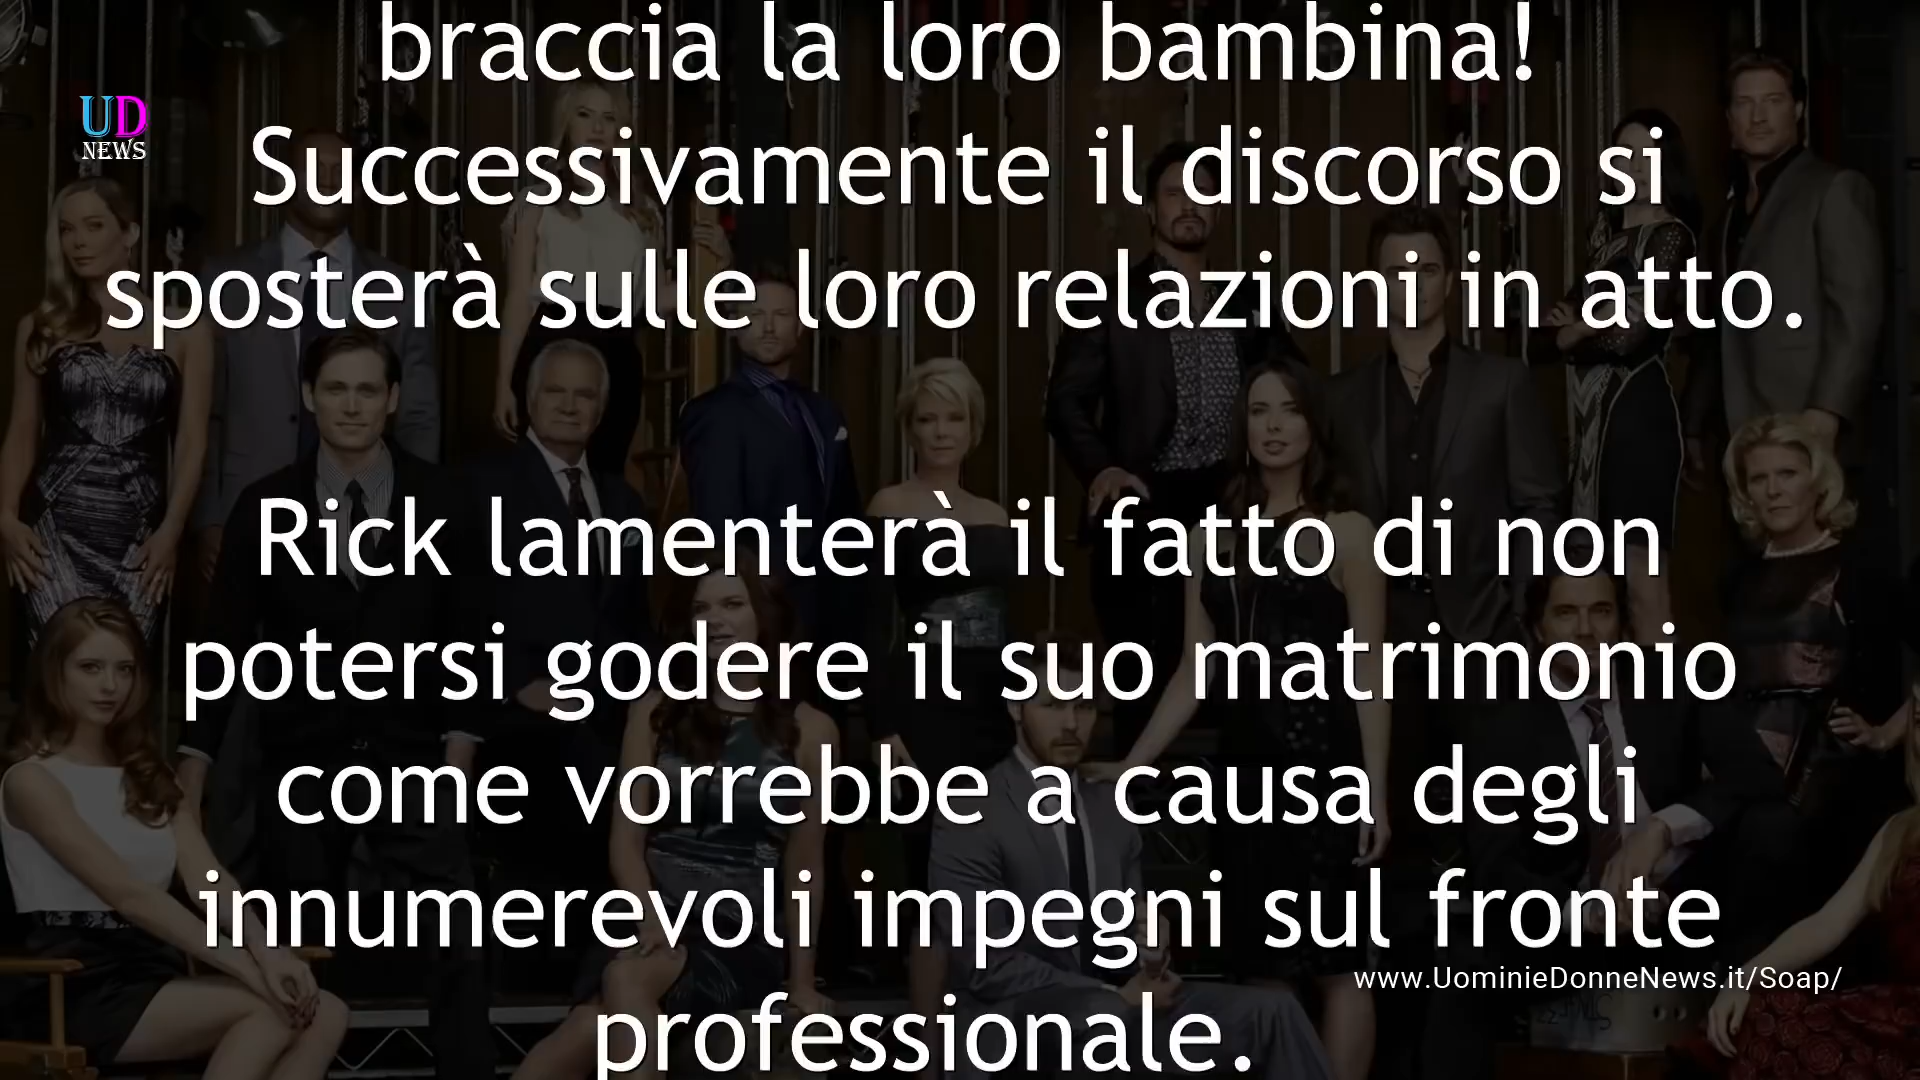 braccia la loro bambina!
UD
NEWS
Successivamente il discorso si
sposterà sulle loro relazioni in atto.
Rick lamenterà il fatto di non
potersi godere il suo matrimonio
come vorrebbe a causa degli
innumerevoli impegni sul fronte
www.UominieDonneNews.it/Soap/
professionale.